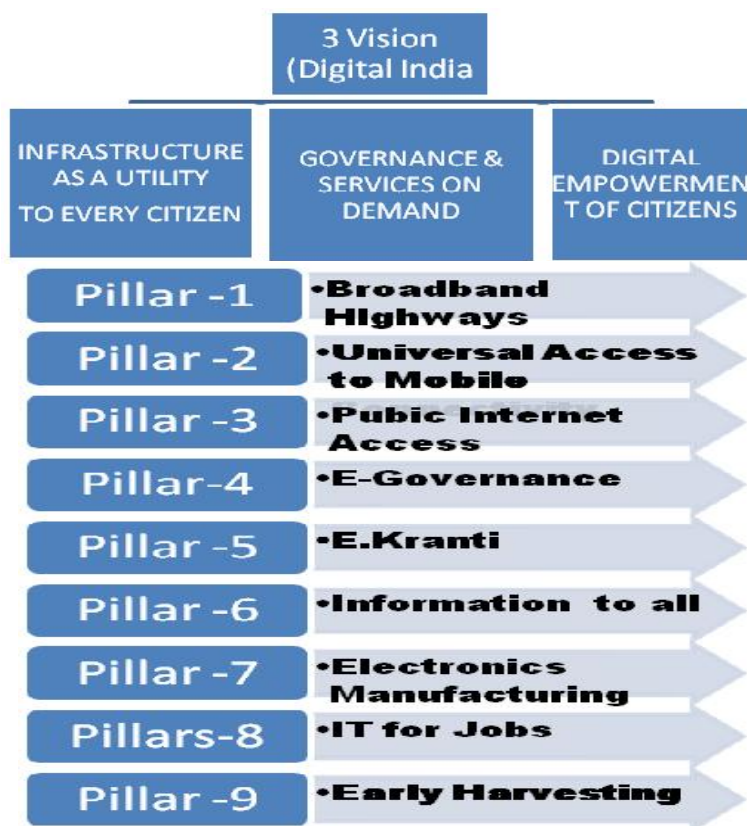 3 Vision
(Digital India
INFRASTRUCTURE
AS A UTILITY
TO EVERY CITIZEN
GOVERNANCE &
SERVICES ON
DEMAND
DIGITAL
EMPOWERMEN
T OF CITIZENS
Pillar -1
•Broadband
HIghways
Pillar -2
•Universal Access
to Mobile
Connectivity
Pillar -3
•Pubic Internet
Access
Pillar-4
•E-Governance
Pillar -5
•E.Kranti
Pillar -6
•Information to all
Pillar -7
•Electronics
Manufacturing
Pillars-8
•IT for Jobs
Pillar -9
•Early Harvesting